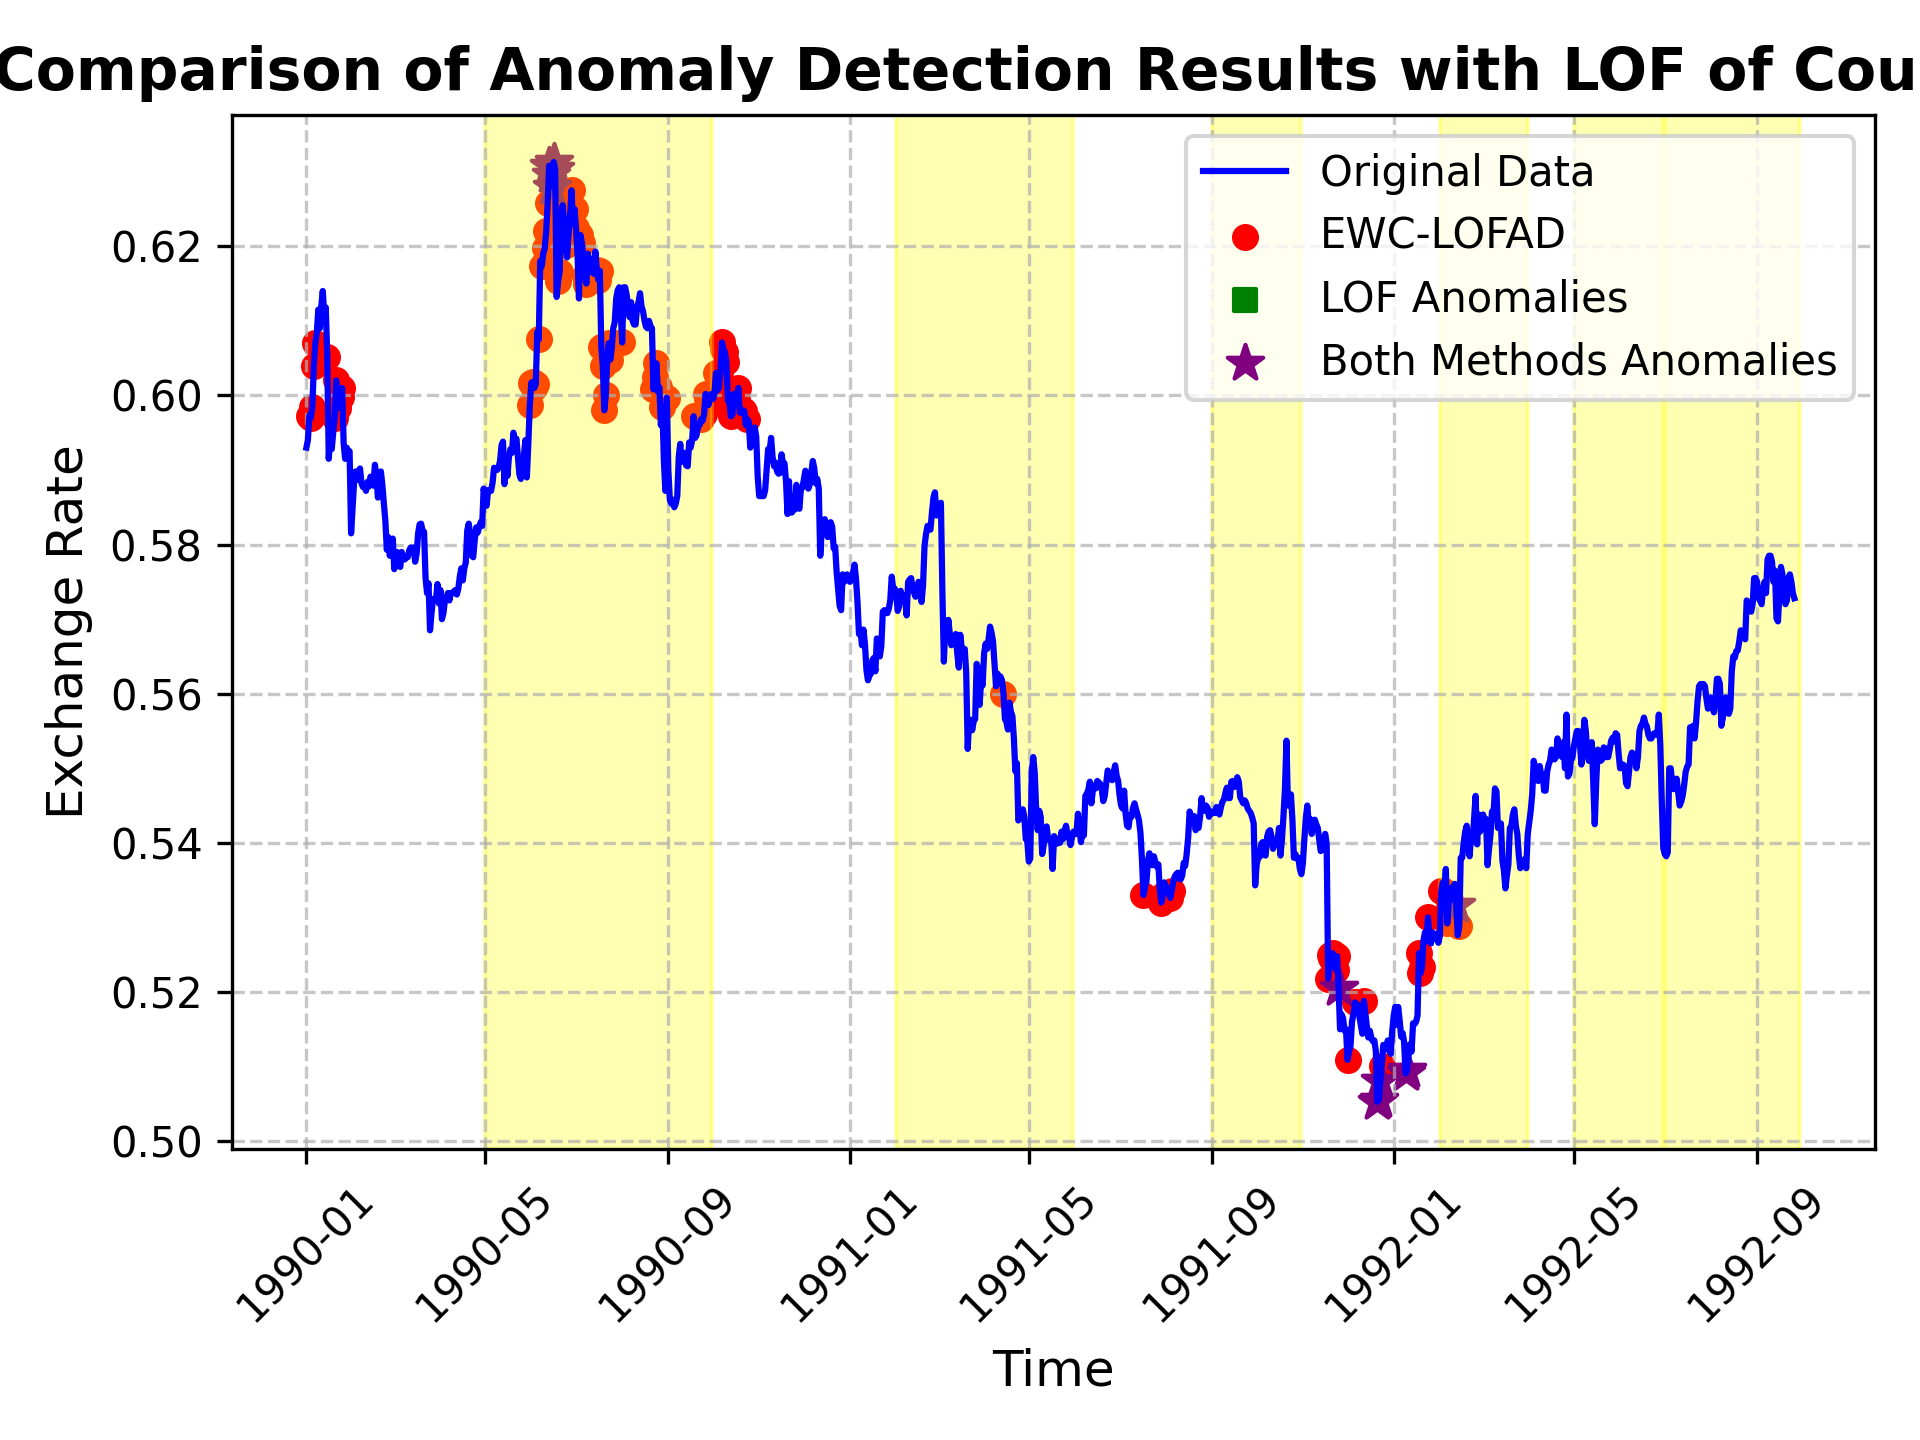 Comparison of Anomaly Detection Results with LOF of Cou
Original Data
EWC-LOFAD
LOF Anomalies
Both Methods Anomalies
Exchange Rate
0.62
0.60
0.58
0.56
0.54
0.52
0.50
1990-01
1990-05
1990-09
1991-01
1991-05
1991-09
1992-01
1992-05
1992-09
Time